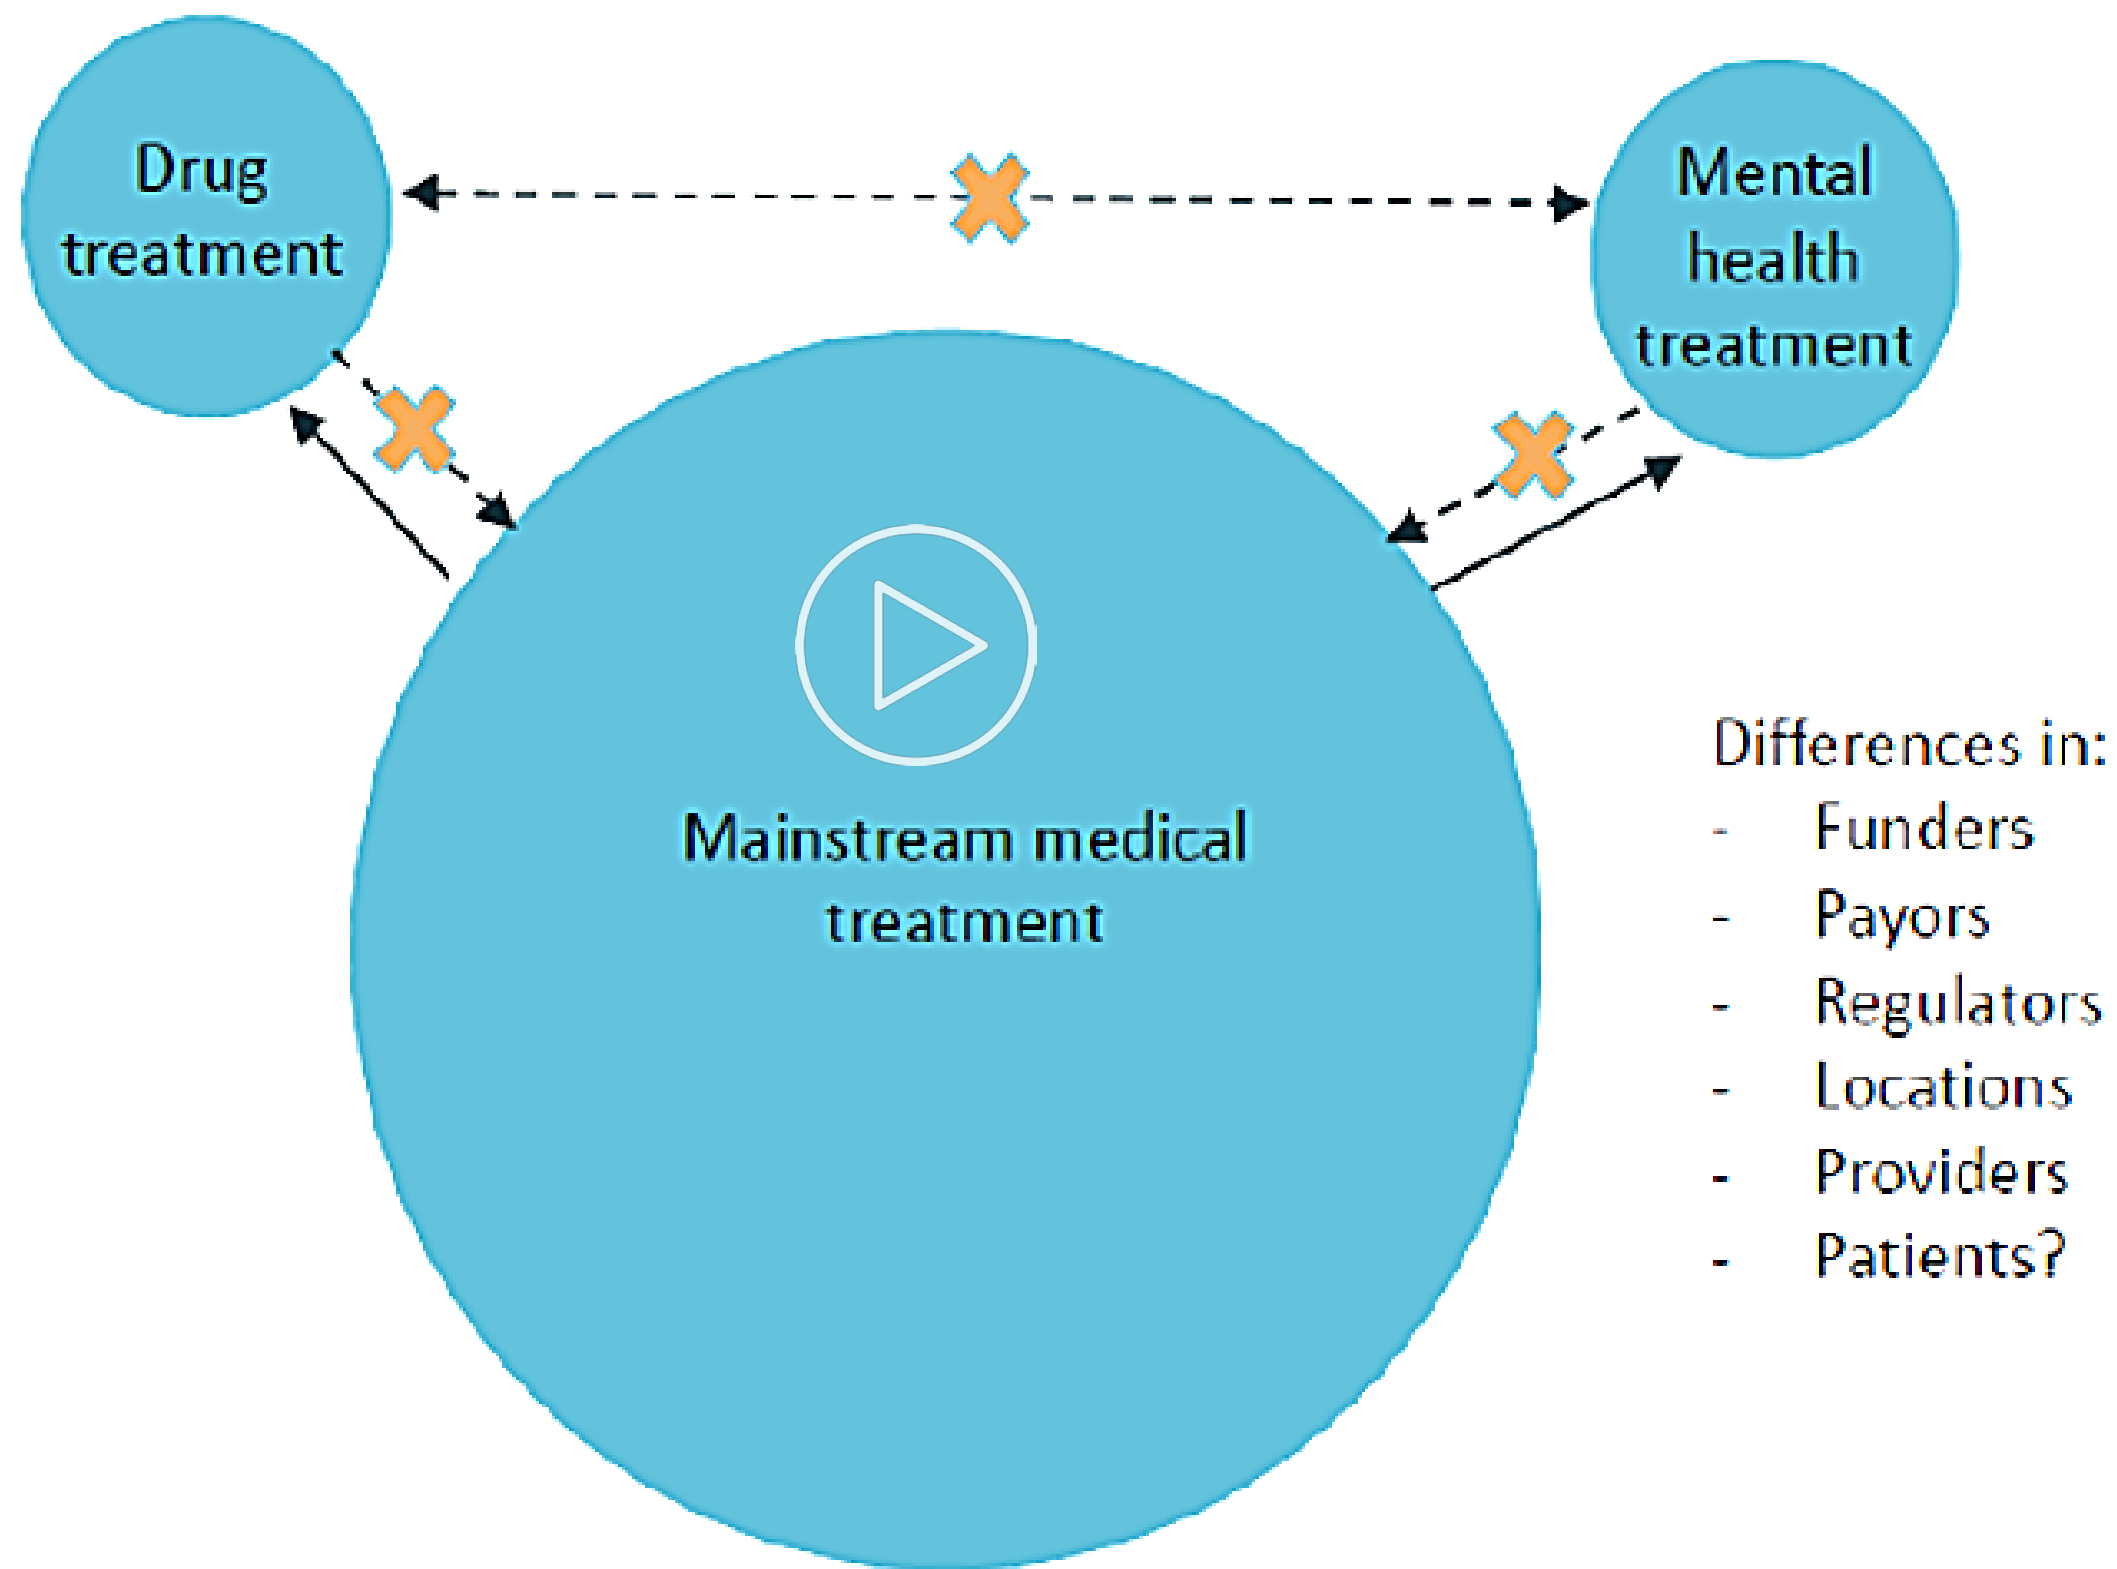 Drug
treatment
Mental
health
treatment
Mainstream medical
treatment
Differences in:
- Funders
- Payors
- Regulators
- Locations
- Providers
- Patients?